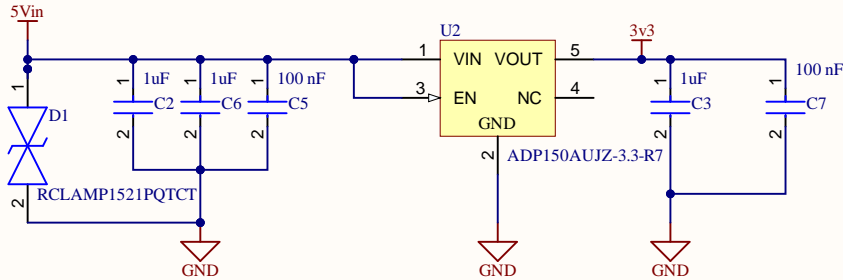 5Vin
U2
3v3
1 VIN VOUT 5
3 EN NC 4
GND
2
ADP150AUJZ-3.3-R7
1
D1
2
RCLAMP1521PQTCT
1 1uF
C2
2
1 1uF
C6
2
1 100 nF
C5
2
1 1uF
C3
2
1 100 nF
C7
2
GND
GND
GND